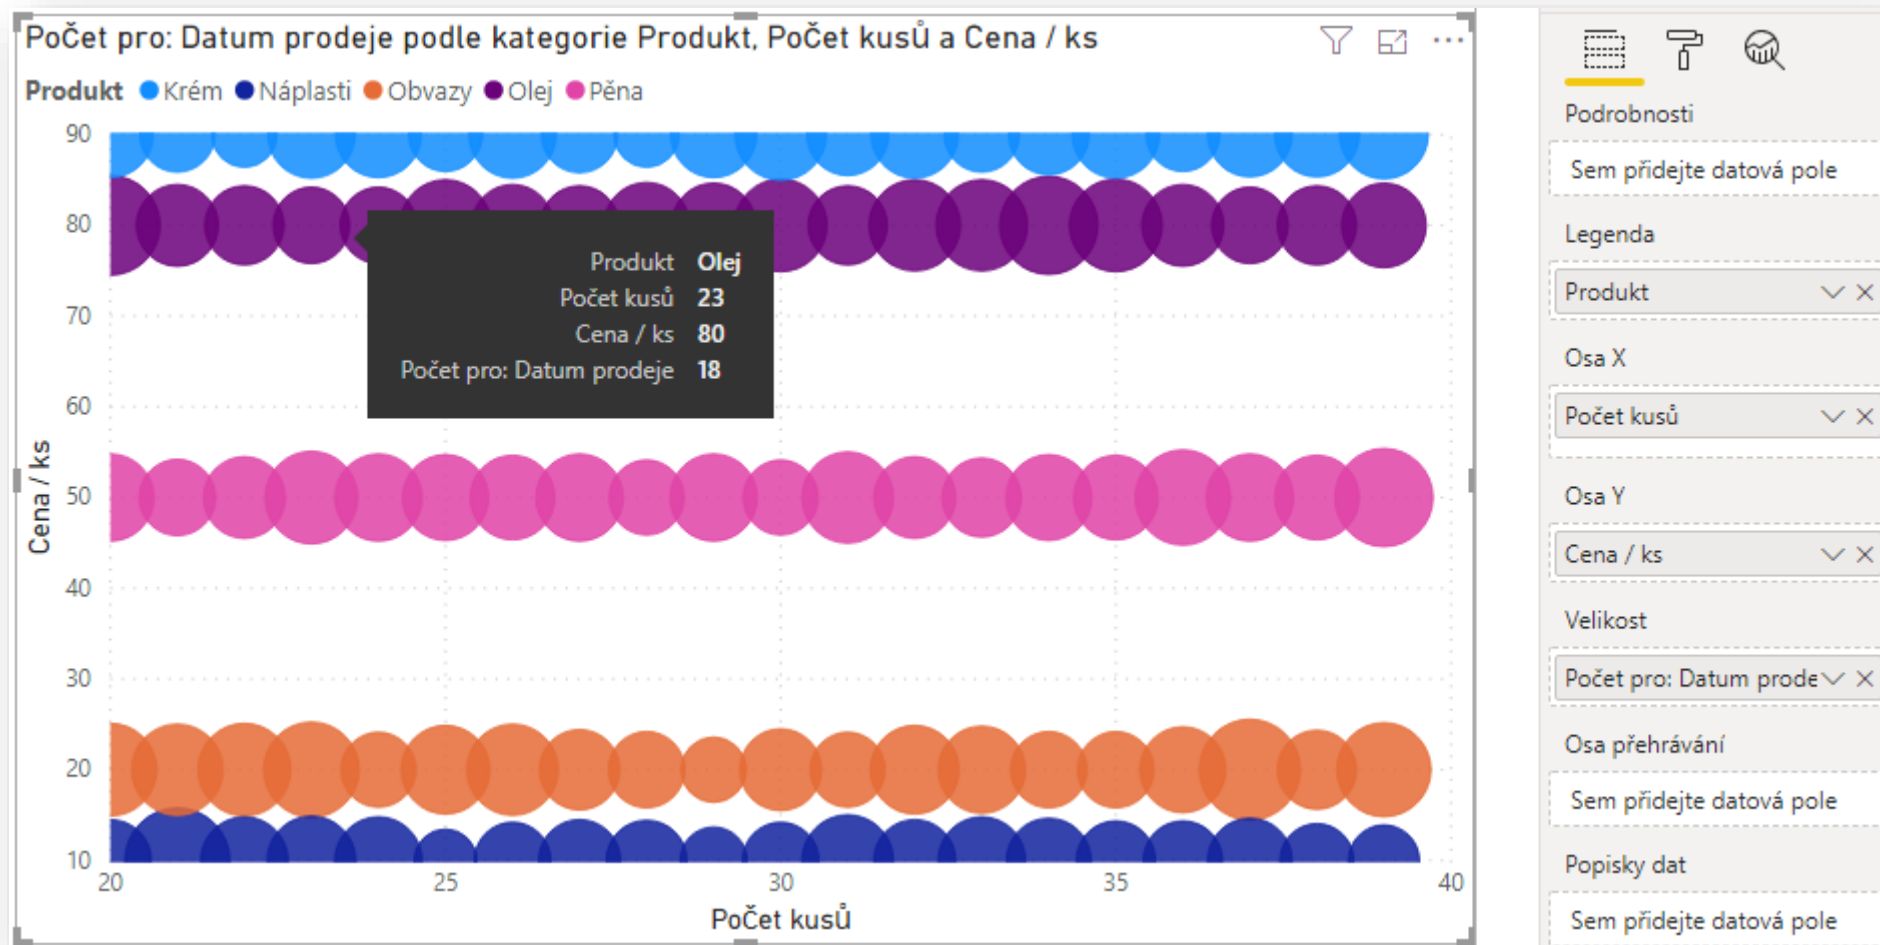 Počet pro: Datum prodeje podle kategorie Produkt, Počet kusů a Cena / ks
Produkt Krém Náplasti Obvazy Olej Pěna
90
80
70
60
50
40
30
20
10
Cena / ks
20 25 30 35 40
Počet kusů
Produkt Olej
Počet kusů 23
Cena / ks 80
Počet pro: Datum prodeje 18
Podrobnosti
Sem přidejte datová pole
Legenda
Produkt
Osa X
Počet kusů
Osa Y
Cena / ks
Velikost
Počet pro: Datum prode
Osa přehrávání
Sem přidejte datová pole
Popisky dat
Sem přidejte datová pole